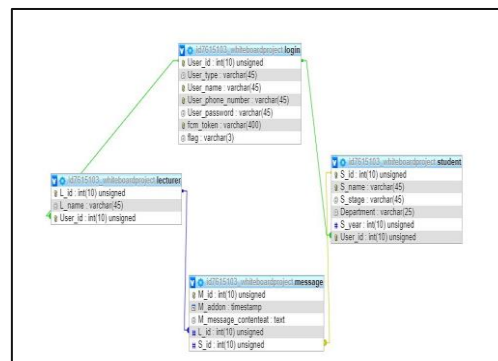 id7615103_whiteboardproject.login
User_id : int(10) unsigned
User_type : varchar(45)
User_name : varchar(45)
User_phone_number : varchar(45)
User_password : varchar(45)
fcm_token : varchar(400)
flag : varchar(3)
id7615103_whiteboardproject.lecturer
L_id : int(10) unsigned
L_name : varchar(45)
User_id : int(10) unsigned
id7615103_whiteboardproject.student
S_id : int(10) unsigned
S_name : varchar(45)
S_stage : varchar(45)
Department : varchar(25)
S_year : int(10) unsigned
User_id : int(10) unsigned
id7615103_whiteboardproject.message
M_id : int(10) unsigned
M_addon : timestamp
M_message_contenteat : text
L_id : int(10) unsigned
S_id : int(10) unsigned